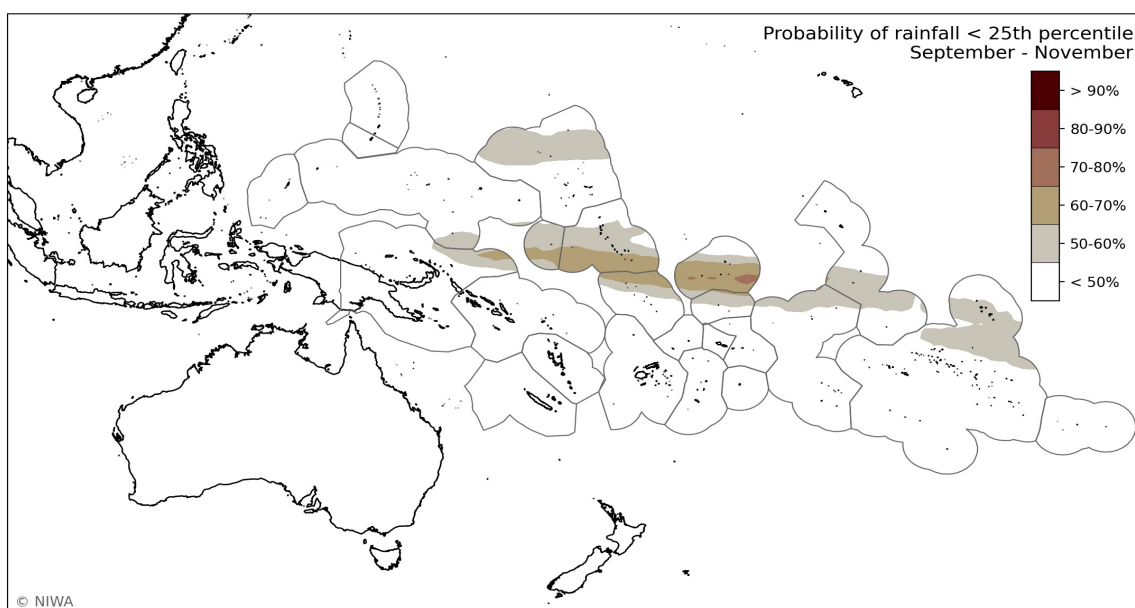 Probability of rainfall < 25th percentile
September - November
> 90%
80-90%
70-80%
60-70%
50-60%
< 50%
© NIWA